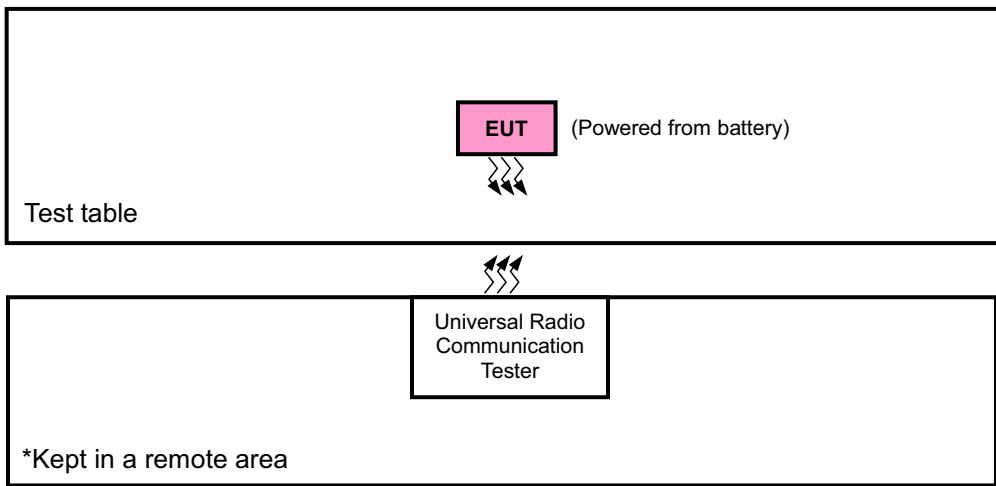 EUT
(Powered from battery)
Test table
Universal Radio
Communication
Tester
*Kept in a remote area